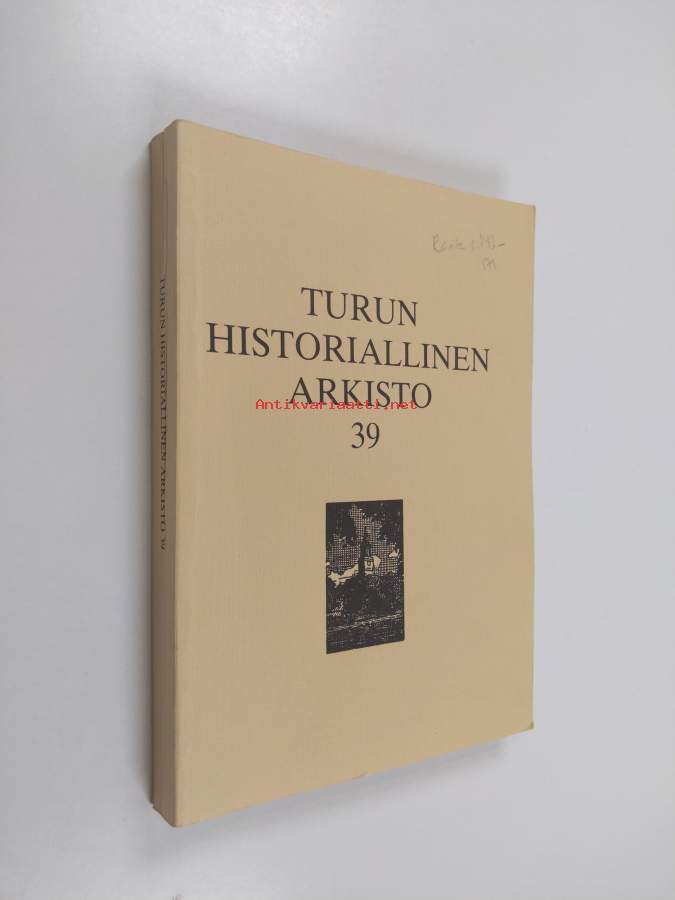 TURUN
HISTORIALLINEN
ARKISTO
Antikvariaatti.net
39
TURUN HISTORIALLINEN ARKISTO 39